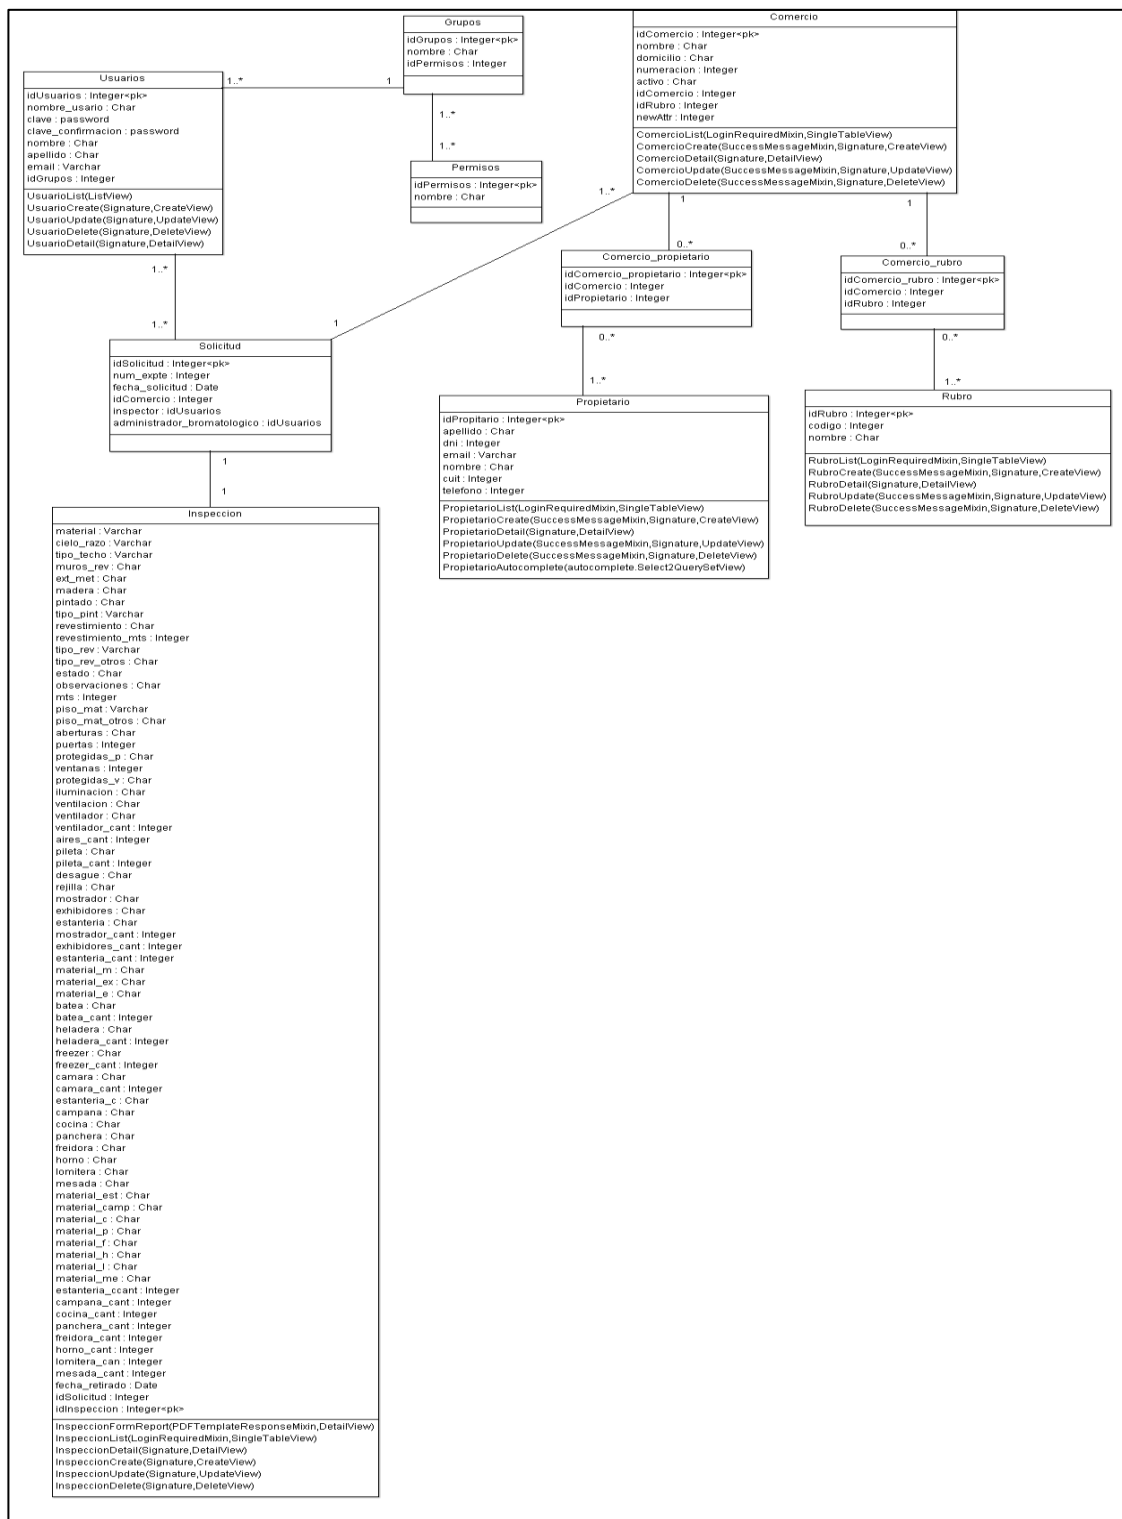 Grupos
idGrupos : Integer<pk>
nombre : Char
idPermisos : Integer
Comercio
idComercio : Integer<pk>
nombre : Char
domicilio : Char
numeracion : Integer
activo : Char
idComercio : Integer
idRubro : Integer
newAttr : Integer
ComercioList(LoginRequiredMixin,SingleTableView)
ComercioCreate(SuccessMessageMixin,Signature,CreateView)
ComercioDetail(Signature,DetailView)
ComercioUpdate(SuccessMessageMixin,Signature,UpdateView)
ComercioDelete(SuccessMessageMixin,Signature,DeleteView)
Usuarios
idUsuarios : Integer<pk>
nombre_usario : Char
clave : password
clave_confirmacion : password
nombre : Char
apellido : Char
email : Varchar
idGrupos : Integer
UsuarioList(ListView)
UsuarioCreate(Signature,CreateView)
UsuarioUpdate(Signature,UpdateView)
UsuarioDelete(Signature,DeleteView)
UsuarioDetail(Signature,DetailView)
1..*
1
1..*
1..*
Permisos
idPermisos : Integer<pk>
nombre : Char
1..*
1
1
0..*
0..*
Comercio_propietario
idComercio_propietario : Integer<pk>
idComercio : Integer
idPropietario : Integer
Comercio_rubro
idComercio_rubro : Integer<pk>
idComercio : Integer
idRubro : Integer
1..*
1..*
1
0..*
1..*
0..*
1..*
Solicitud
idSolicitud : Integer<pk>
num_expte : Integer
fecha_solicitud : Date
idComercio : Integer
inspector : idUsuarios
administrador_bromatologico : idUsuarios
Propietario
idPropitario : Integer<pk>
apellido : Char
dni : Integer
email : Varchar
nombre : Char
cuit : Integer
telefono : Integer
PropietarioList(LoginRequiredMixin,SingleTableView)
PropietarioCreate(SuccessMessageMixin,Signature,CreateView)
PropietarioDetail(Signature,DetailView)
PropietarioUpdate(SuccessMessageMixin,Signature,UpdateView)
PropietarioDelete(SuccessMessageMixin,Signature,DeleteView)
PropietarioAutocomplete(autocomplete.Select2QuerySetView)
Rubro
idRubro : Integer<pk>
codigo : Integer
nombre : Char
RubroList(LoginRequiredMixin,SingleTableView)
RubroCreate(SuccessMessageMixin,Signature,CreateView)
RubroDetail(Signature,DetailView)
RubroUpdate(SuccessMessageMixin,Signature,UpdateView)
RubroDelete(SuccessMessageMixin,Signature,DeleteView)
1
1
Inspeccion
material : Varchar
cielo_razo : Varchar
tipo_techo : Varchar
muros_rev : Char
ext_met : Char
madera : Char
pintado : Char
tipo_pint : Varchar
revestimiento : Char
revestimiento_mts : Integer
tipo_rev : Varchar
tipo_rev_otros : Char
estado : Char
observaciones : Char
mts : Integer
piso_mat : Varchar
piso_mat_otros : Char
aberturas : Char
puertas : Integer
protegidas_p : Char
ventanas : Integer
protegidas_v : Char
iluminacion : Char
ventilacion : Char
ventilador : Char
ventilador_cant : Integer
aires_cant : Integer
pileta : Char
pileta_cant : Integer
desague : Char
rejilla : Char
mostrador : Char
exhibidores : Char
estanteria : Char
mostrador_cant : Integer
exhibidores_cant : Integer
estanteria_cant : Integer
material_m : Char
material_ex : Char
material_e : Char
batea : Char
batea_cant : Integer
heladera : Char
heladera_cant : Integer
freezer : Char
freezer_cant : Integer
camara : Char
camara_cant : Integer
estanteria_c : Char
campana : Char
cocina : Char
panchera : Char
freidora : Char
horno : Char
lomitera : Char
mesada : Char
material_est : Char
material_camp : Char
material_c : Char
material_p : Char
material_f : Char
material_h : Char
material_l : Char
material_me : Char
estanteria_ccant : Integer
campana_cant : Integer
cocina_cant : Integer
panchera_cant : Integer
freidora_cant : Integer
horno_cant : Integer
lomitera_can : Integer
mesada_cant : Integer
fecha_retirado : Date
idSolicitud : Integer
idInspeccion : Integer<pk>
InspeccionFormReport(PDFTemplateResponseMixin,DetailView)
InspeccionList(LoginRequiredMixin,SingleTableView)
InspeccionDetail(Signature,DetailView)
InspeccionCreate(Signature,CreateView)
InspeccionUpdate(Signature,UpdateView)
InspeccionDelete(Signature,DeleteView)